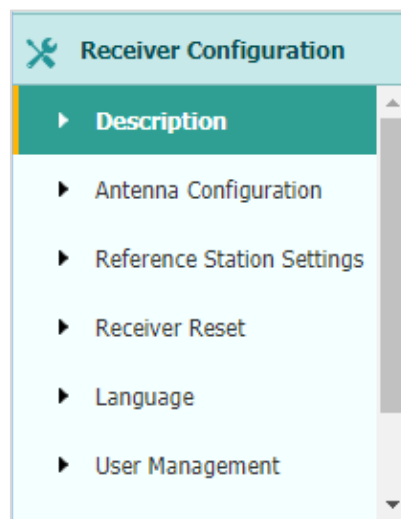 Receiver Configuration
Description
Antenna Configuration
Reference Station Settings
Receiver Reset
Language
User Management